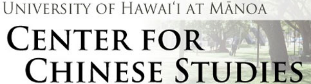 UNIVERSITY OF HAWAIʻI AT MĀNOA
CENTER FOR
CHINESE STUDIES